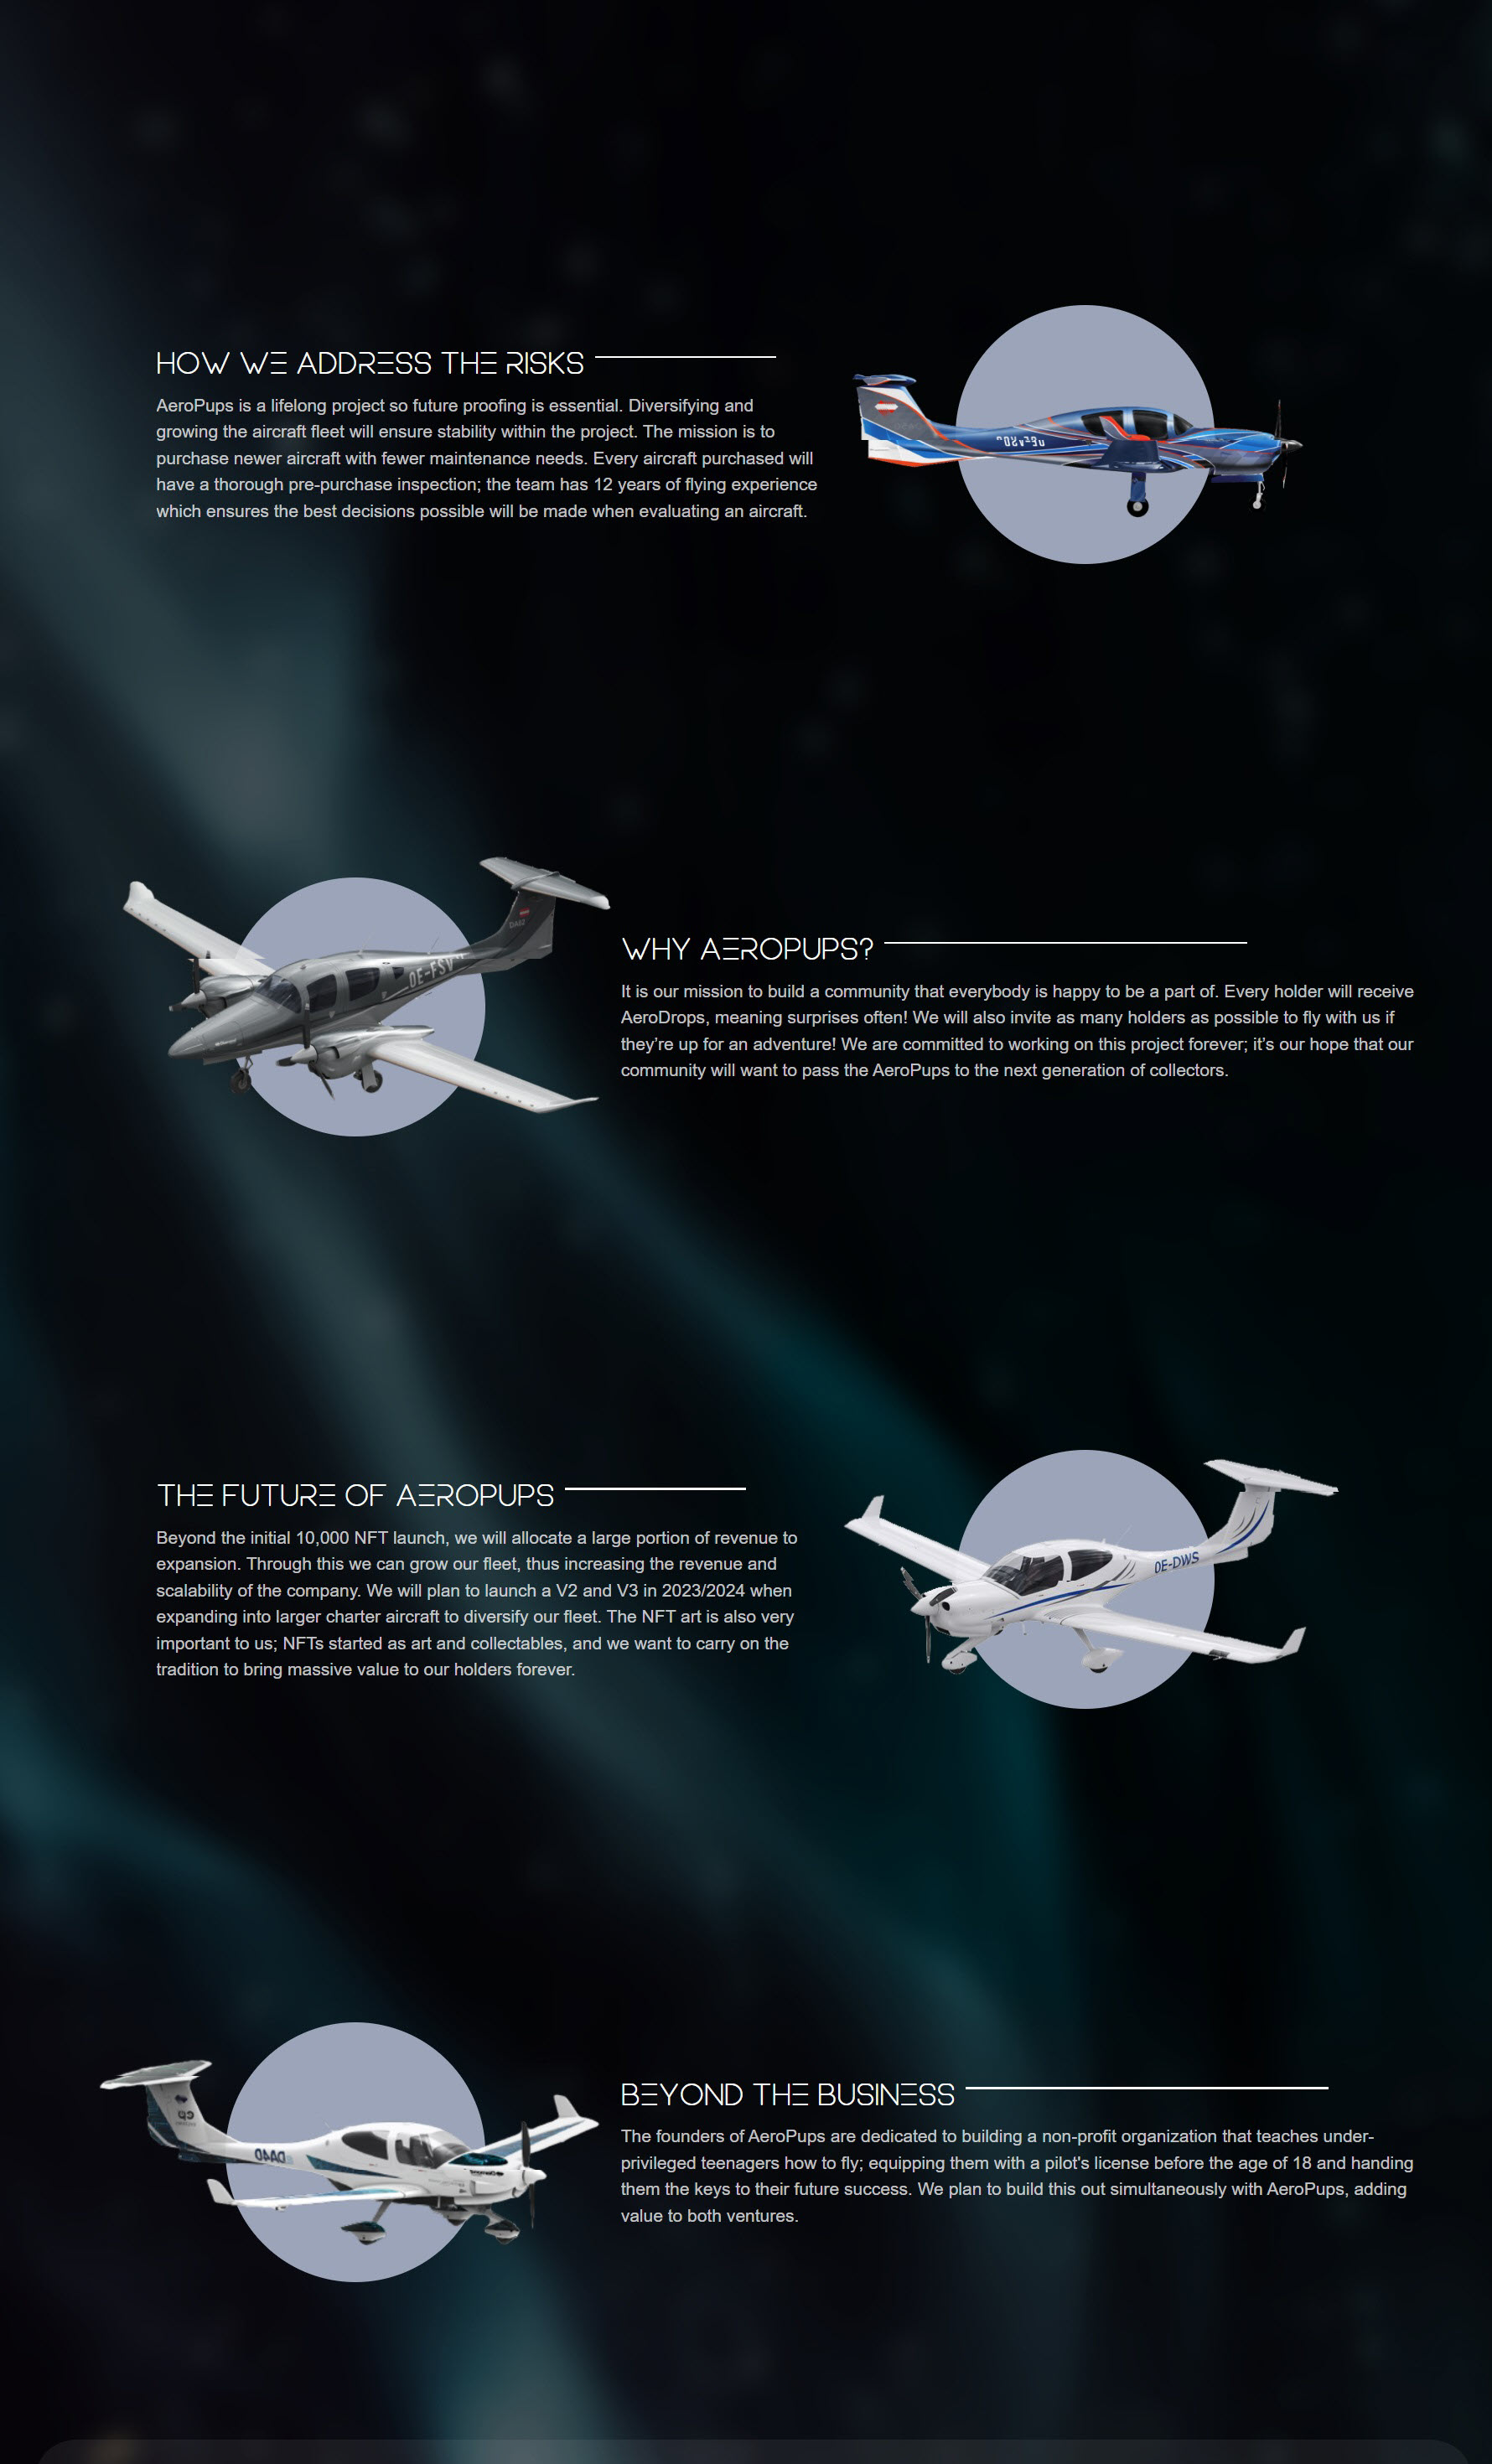 HOW WE ADDRESS THE RISKS
AeroPups is a lifelong project so future proofing is essential. Diversifying and
growing the aircraft fleet will ensure stability within the project. The mission is to
purchase newer aircraft with fewer maintenance needs. Every aircraft purchased will
have a thorough pre-purchase inspection; the team has 12 years of flying experience
which ensures the best decisions possible will be made when evaluating an aircraft.
OE-FSV
WHY AEROPUPS?
It is our mission to build a community that everybody is happy to be a part of. Every holder will receive
AeroDrops, meaning surprises often! We will also invite as many holders as possible to fly with us if
they’re up for an adventure! We are committed to working on this project forever; it’s our hope that our
community will want to pass the AeroPups to the next generation of collectors.
THE FUTURE OF AEROPUPS
Beyond the initial 10,000 NFT launch, we will allocate a large portion of revenue to
expansion. Through this we can grow our fleet, thus increasing the revenue and
scalability of the company. We will plan to launch a V2 and V3 in 2023/2024 when
expanding into larger charter aircraft to diversify our fleet. The NFT art is also very
important to us; NFTs started as art and collectables, and we want to carry on the
tradition to bring massive value to our holders forever.
OE-DWS
DA40
BEYOND THE BUSINESS
The founders of AeroPups are dedicated to building a non-profit organization that teaches under-
privileged teenagers how to fly; equipping them with a pilot's license before the age of 18 and handing
them the keys to their future success. We plan to build this out simultaneously with AeroPups, adding
value to both ventures.